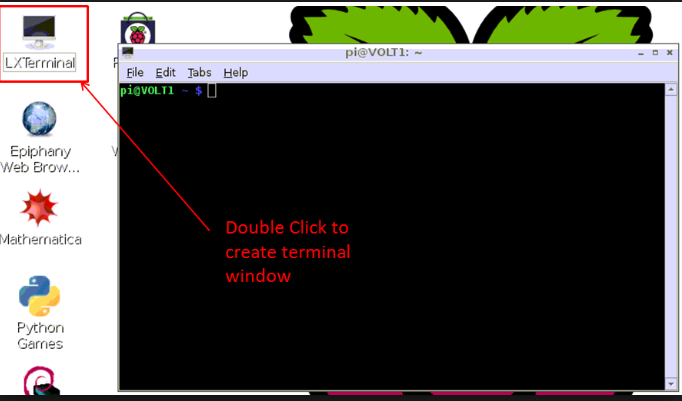 LXTerminal
pi@VOLT1: ~
File Edit Tabs Help
pi@VOLT1 ~ $
Epiphany
Web Brow...
Mathematica
Double Click to
create terminal
window
Python
Games